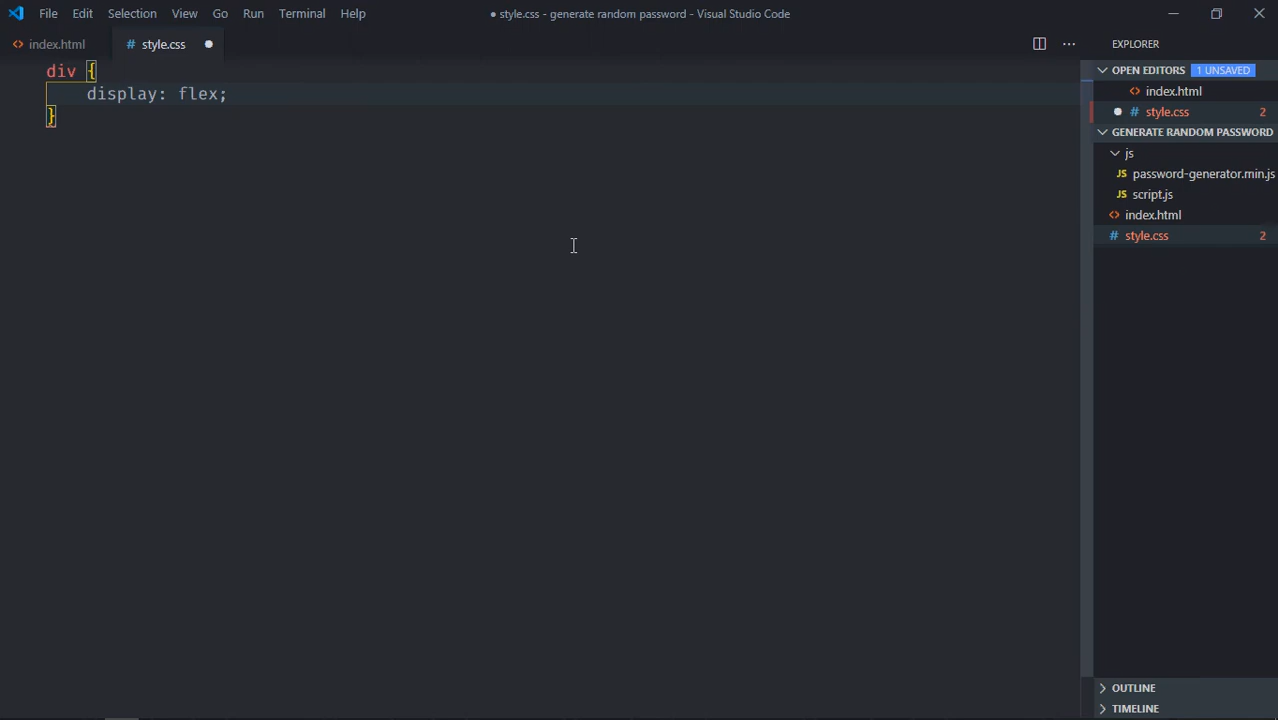 File Edit Selection View Go Run Terminal Help
● style.css - generate random password - Visual Studio Code
index.html
# style.css
EXPLORER
div {
display: flex;
}
OPEN EDITORS 1 UNSAVED
index.html
# style.css 2
GENERATE RANDOM PASSWORD
js
JS password-generator.min.js
JS script.js
index.html
# style.css 2
OUTLINE
TIMELINE